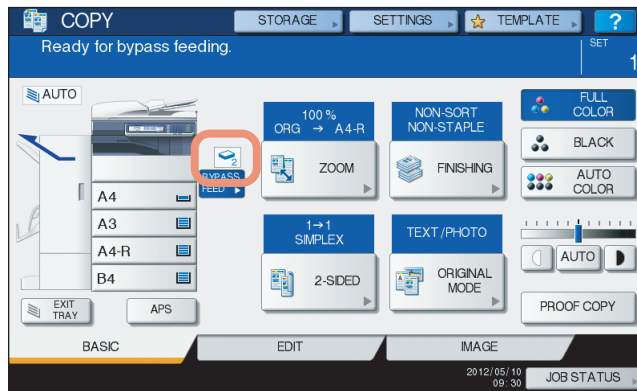 COPY
STORAGE
SETTINGS
TEMPLATE
?
Ready for bypass feeding.
SET
1
AUTO
2
BYPASS
FEED
A4
A3
A4-R
B4
EXIT
TRAY
APS
100 %
ORG → A4-R
ZOOM
NON-SORT
NON-STAPLE
FINISHING
1→1
SIMPLEX
2-SIDED
TEXT/PHOTO
ORIGINAL
MODE
FULL
COLOR
BLACK
AUTO
COLOR
AUTO
PROOF COPY
BASIC
EDIT
IMAGE
2012/05/10
09:30
JOB STATUS